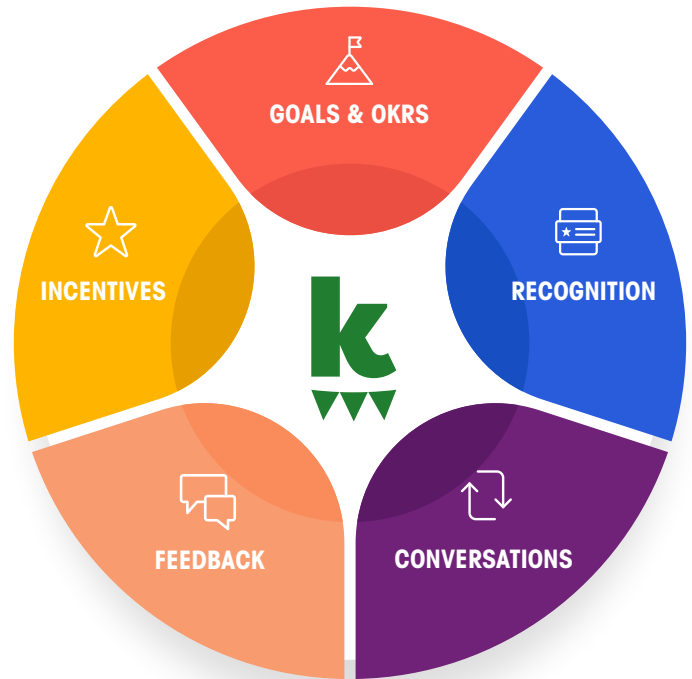 GOALS & OKRS
INCENTIVES
RECOGNITION
k
FEEDBACK
CONVERSATIONS